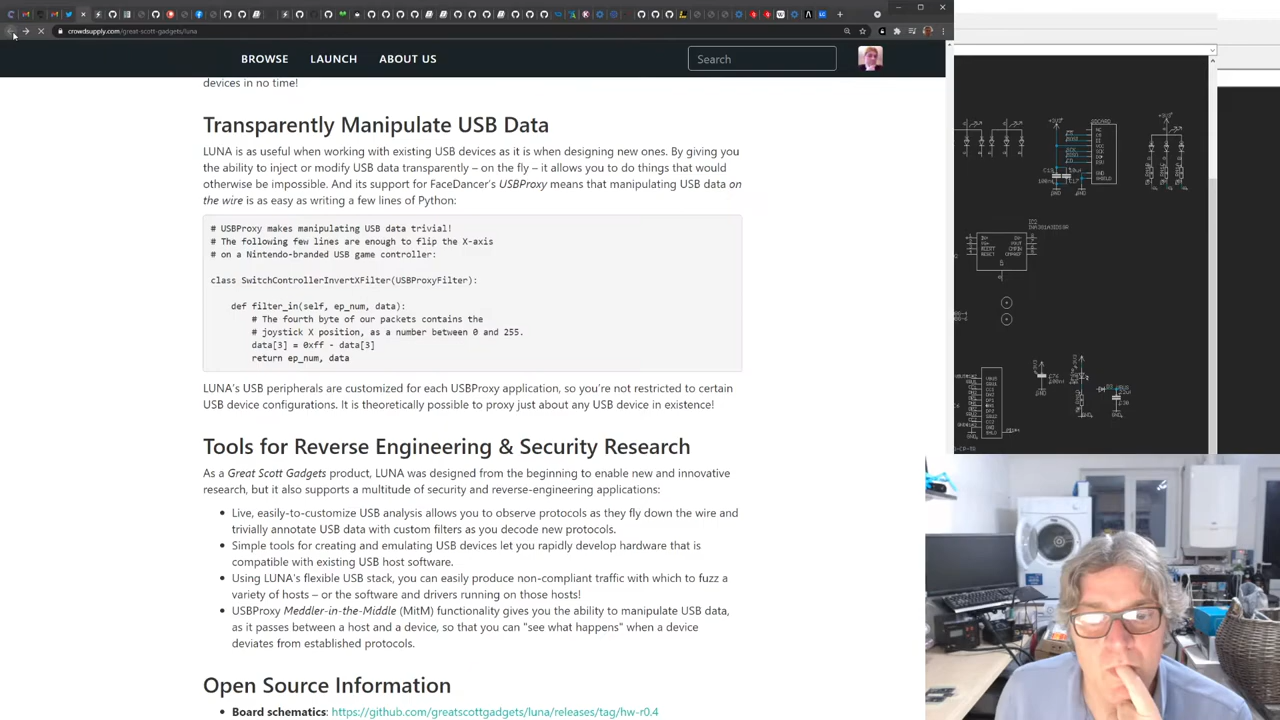 crowdsupply.com/great-scott-gadgets/luna
BROWSE
LAUNCH
ABOUT US
Search
devices in no time!
Transparently Manipulate USB Data
LUNA is as useful for working with existing USB devices as it is when designing new ones. By giving you
the ability to inject or modify USB data transparently – on the fly – it allows you to do things that would
otherwise be impossible. And its support for FaceDancer's USBProxy means that manipulating USB data on
the wire is as easy as writing a few lines of Python:
# USBProxy makes manipulating USB data trivial!
# The following few lines are enough to flip the X-axis
# on a Nintendo-branded USB game controller:
class SwitchControllerInvertXFilter(USBProxyFilter):
def filter_in(self, ep_num, data):
# The fourth byte of our packets contains the
# joystick X position, as a number between 0 and 255.
data[3] = 0xff - data[3]
return ep_num, data
LUNA's USB peripherals are customized for each USBProxy application, so you're not restricted to certain
USB device configurations. It is theoretically possible to proxy just about any USB device in existence!
Tools for Reverse Engineering & Security Research
As a Great Scott Gadgets product, LUNA was designed from the beginning to enable new and innovative
research, but it also supports a multitude of security and reverse-engineering applications:
• Live, easily-to-customize USB analysis allows you to observe protocols as they fly down the wire and
trivially annotate USB data with custom filters as you decode new protocols.
• Simple tools for creating and emulating USB devices let you rapidly develop hardware that is
compatible with existing USB host software.
• Using LUNA's flexible USB stack, you can easily produce non-compliant traffic with which to fuzz a
variety of hosts – or the software and drivers running on those hosts!
• USBProxy Meddler-in-the-Middle (MitM) functionality gives you the ability to manipulate USB data,
as it passes between a host and a device, so that you can "see what happens" when a device
deviates from established protocols.
Open Source Information
• Board schematics: https://github.com/greatscottgadgets/luna/releases/tag/hw-r0.4